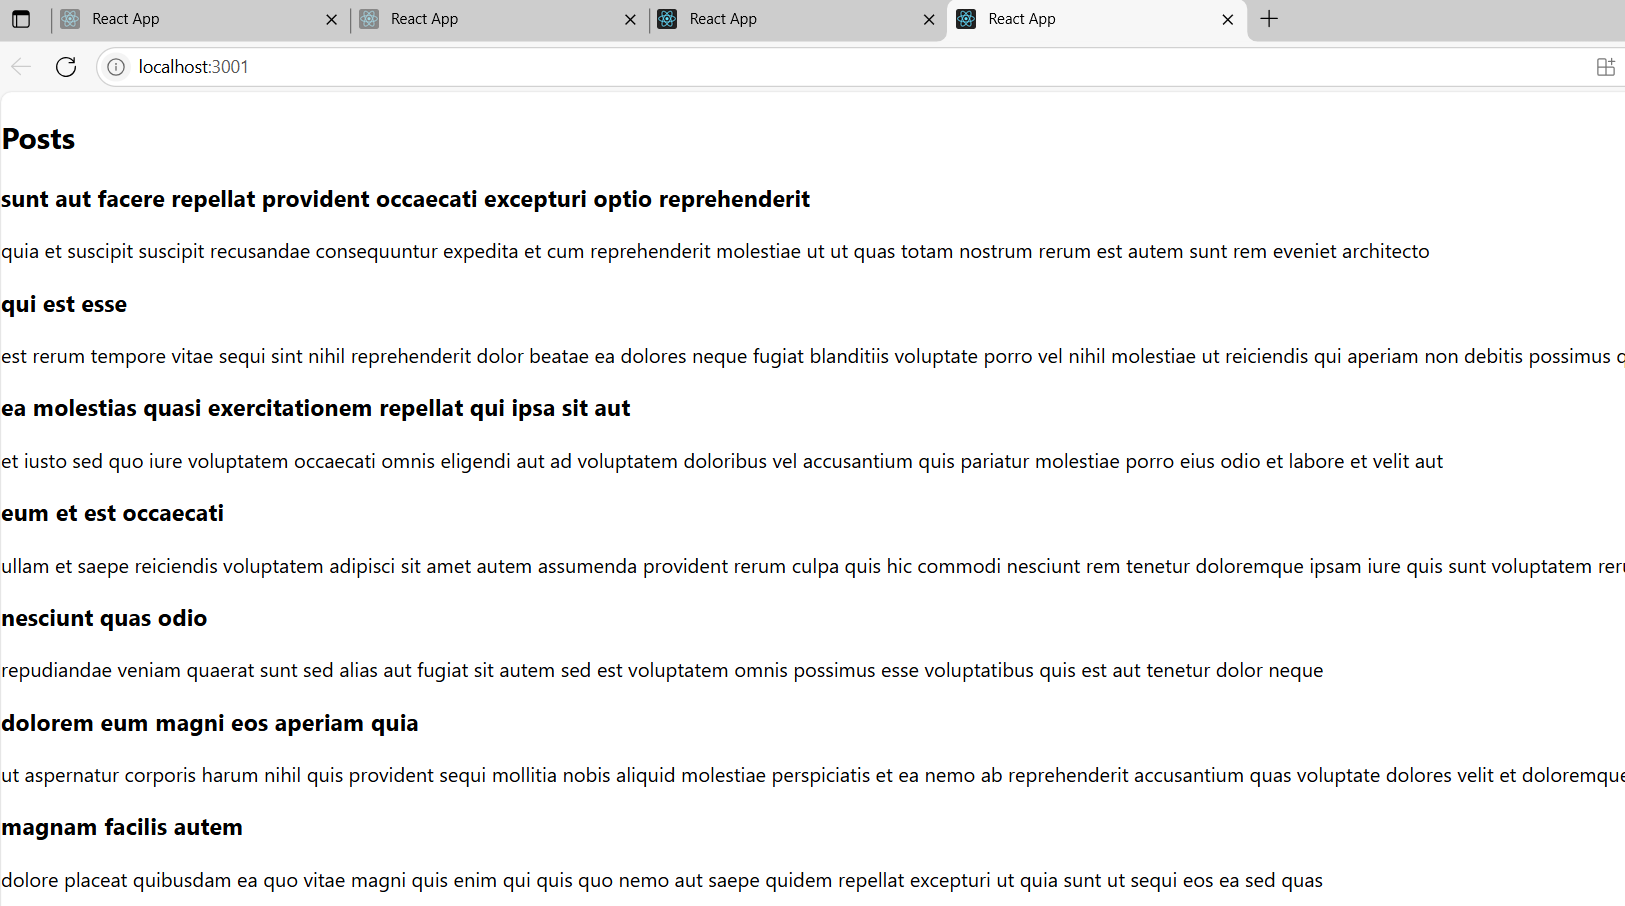 React App
React App
React App
React App
localhost:3001
Posts
sunt aut facere repellat provident occaecati excepturi optio reprehenderit
quia et suscipit suscipit recusandae consequuntur expedita et cum reprehenderit molestiae ut ut quas totam nostrum rerum est autem sunt rem eveniet architecto
qui est esse
est rerum tempore vitae sequi sint nihil reprehenderit dolor beatae ea dolores neque fugiat blanditiis voluptate porro vel nihil molestiae ut reiciendis qui aperiam non debitis possimus
ea molestias quasi exercitationem repellat qui ipsa sit aut
et iusto sed quo iure voluptatem occaecati omnis eligendi aut ad voluptatem doloribus vel accusantium quis pariatur molestiae porro eius odio et labore et velit aut
eum et est occaecati
ullam et saepe reiciendis voluptatem adipisci sit amet autem assumenda provident rerum culpa quis hic commodi nesciunt rem tenetur doloremque ipsam iure quis sunt voluptatem
nesciunt quas odio
repudiandae veniam quaerat sunt sed alias aut fugiat sit autem sed est voluptatem omnis possimus esse voluptatibus quis est aut tenetur dolor neque
dolorem eum magni eos aperiam quia
ut aspernatur corporis harum nihil quis provident sequi mollitia nobis aliquid molestiae perspiciatis et ea nemo ab reprehenderit accusantium quas voluptate dolores velit et doloremque
magnam facilis autem
dolore placeat quibusdam ea quo vitae magni quis enim qui quis quo nemo aut saepe quidem repellat excepturi ut quia sunt ut sequi eos ea sed quas